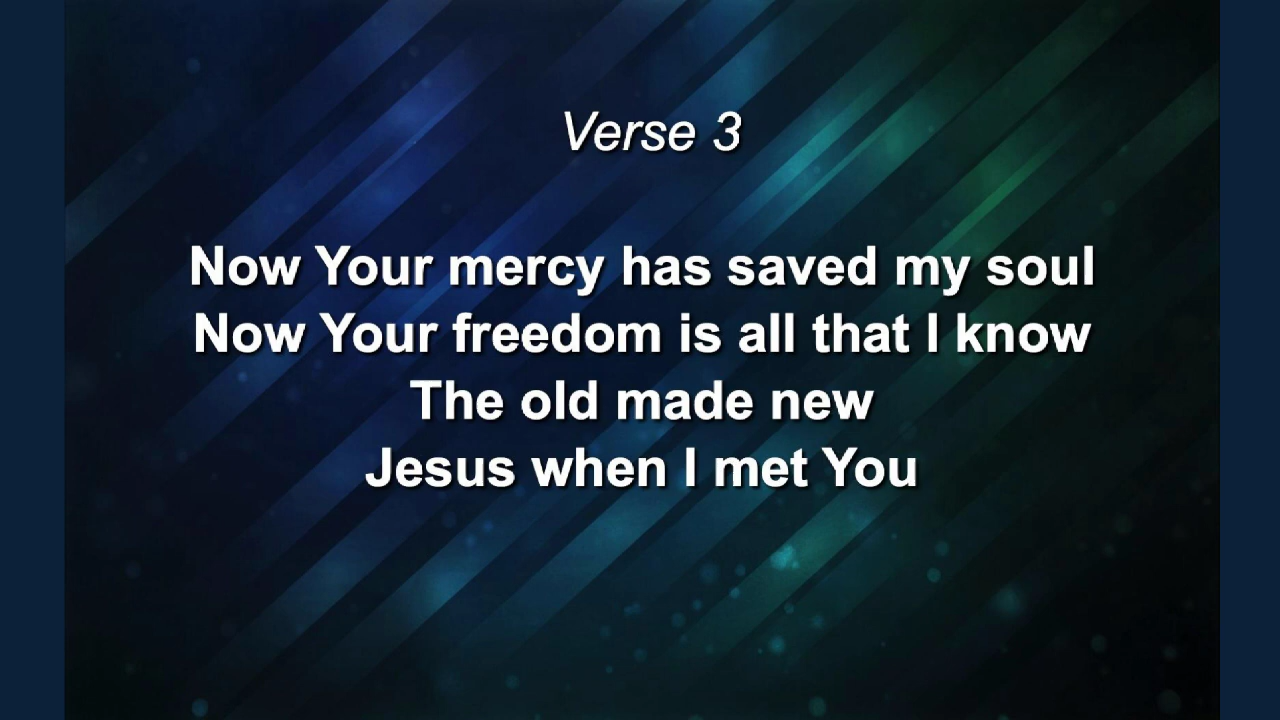 Verse 3
Now Your mercy has saved my soul
Now Your freedom is all that I know
The old made new
Jesus when I met You